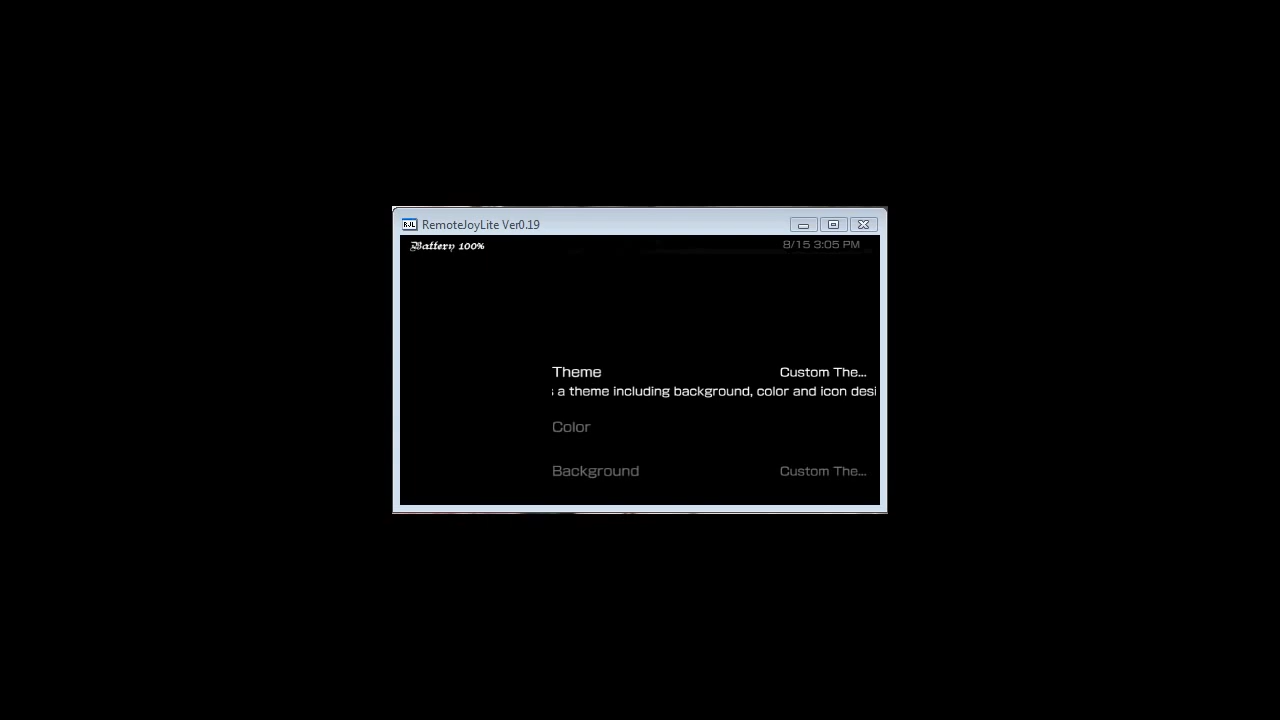 RJL RemoteJoyLite Ver0.19
Battery 100% 8/15 3:05 PM
Theme Custom The...
a theme including background, color and icon desi
Color
Background Custom The...